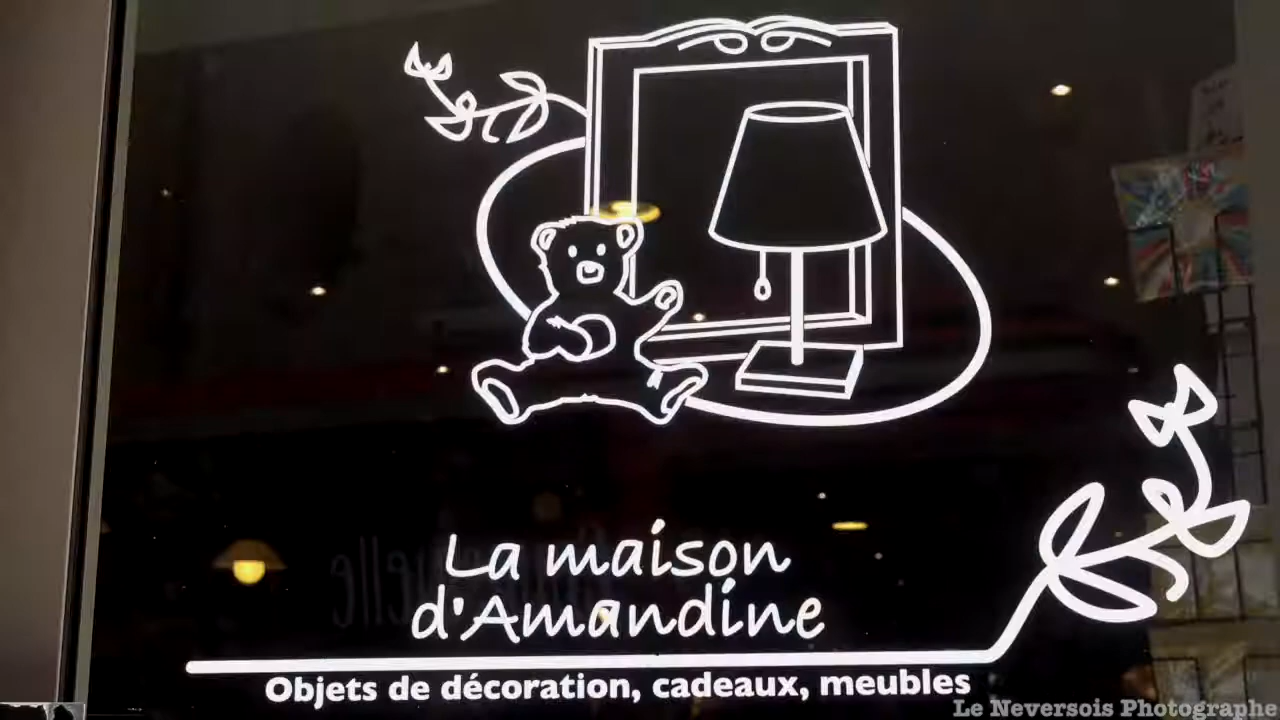 La maison
d'Amandine
Objets de décoration, cadeaux, meubles
Le Neversois Photographe